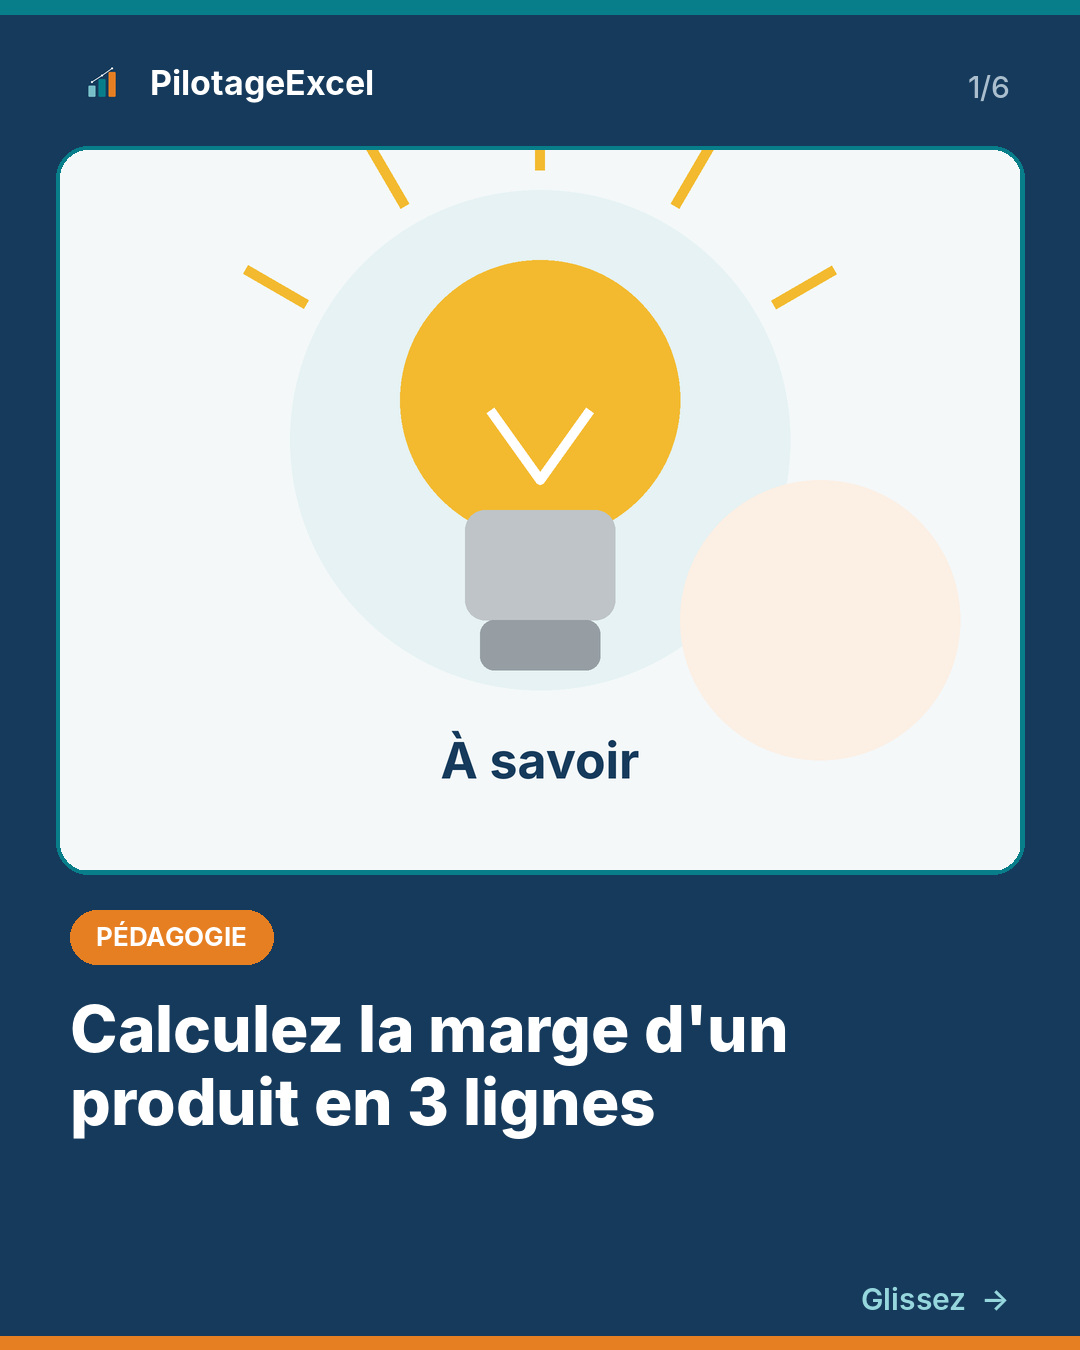 PilotageExcel
1/6
À savoir
PÉDAGOGIE
Calculez la marge d'un
produit en 3 lignes
Glissez →